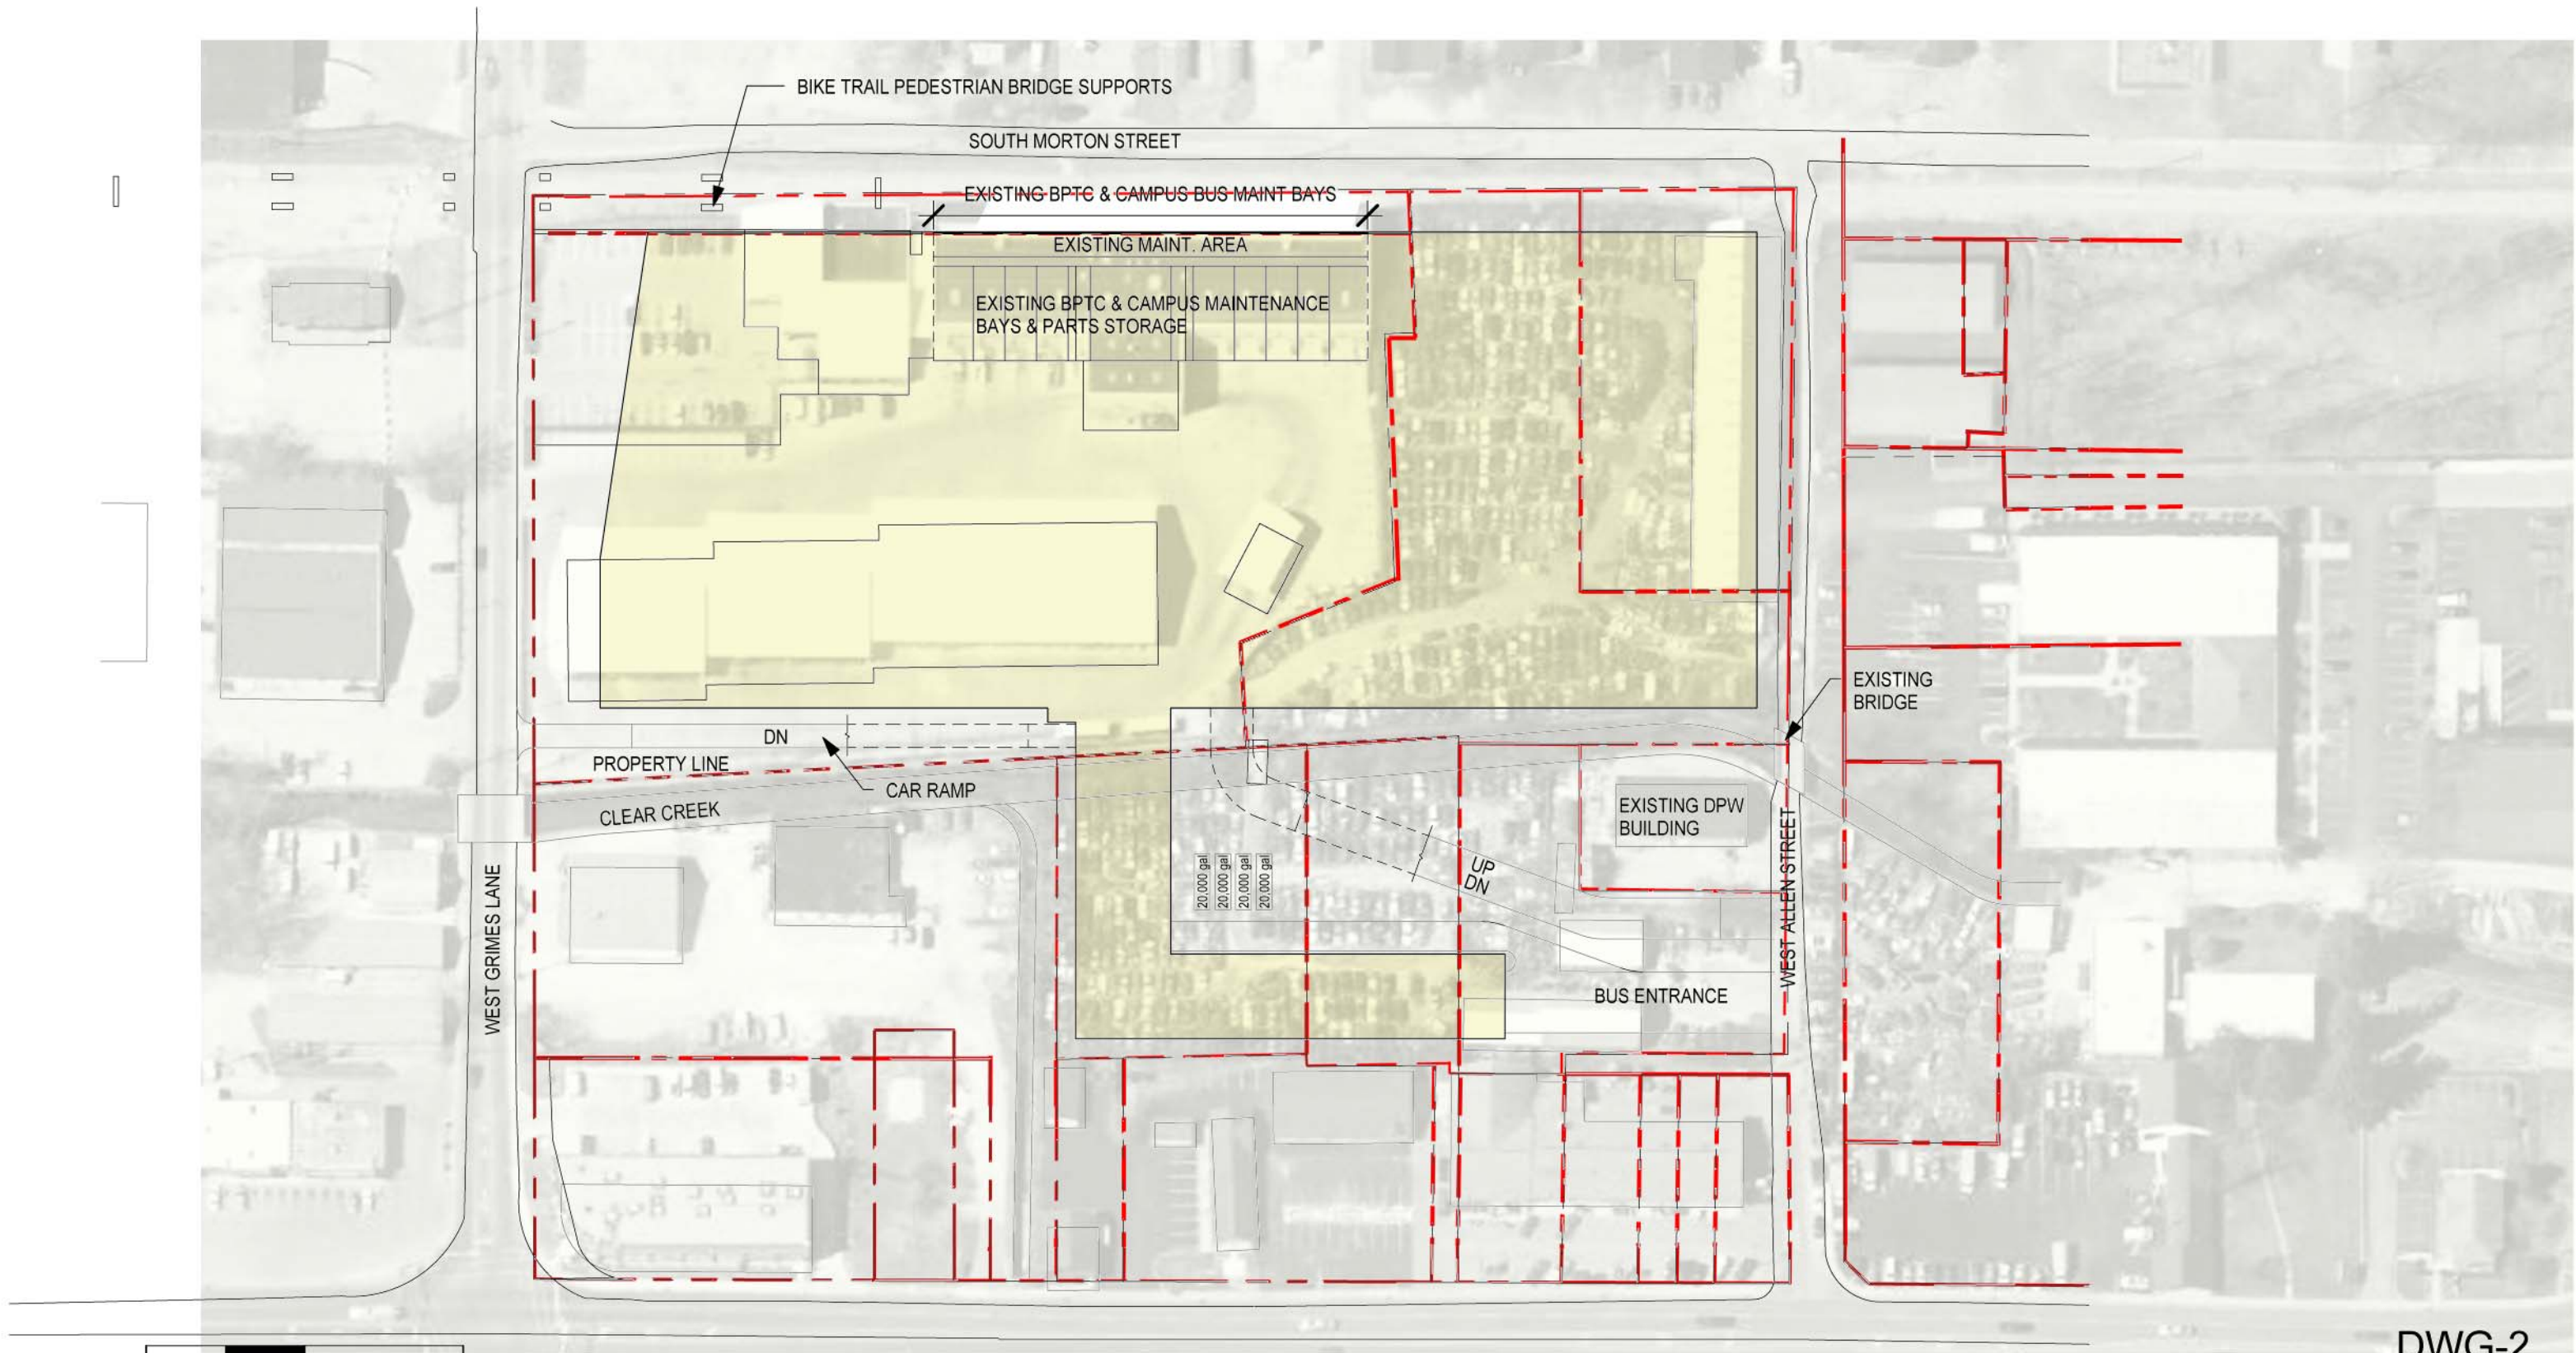 BIKE TRAIL PEDESTRIAN BRIDGE SUPPORTS
SOUTH MORTON STREET
EXISTING BPTC & CAMPUS BUS MAINT BAYS
EXISTING MAINT. AREA
EXISTING BPTC & CAMPUS MAINTENANCE
BAYS & PARTS STORAGE
EXISTING
BRIDGE
DN
PROPERTY LINE
CAR RAMP
CLEAR CREEK
EXISTING DPW
BUILDING
20,000 gal
20,000 gal
20,000 gal
20,000 gal
UP
DN
WEST GRIMES LANE
WEST ALLEN STREET
BUS ENTRANCE
DWG-2